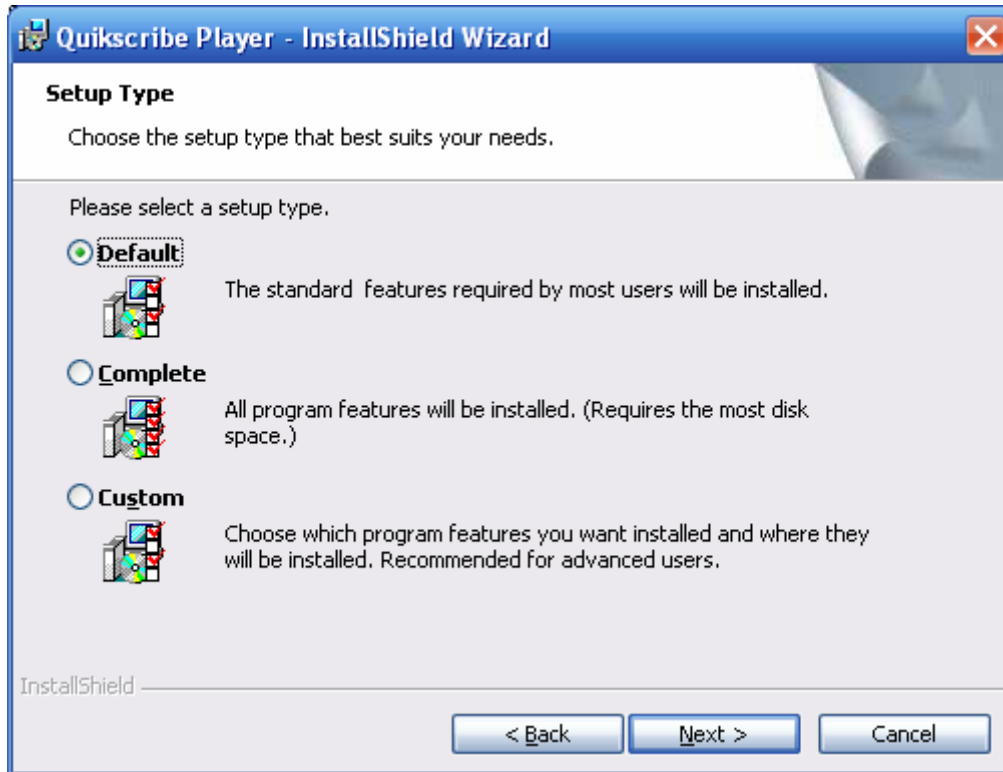 Quikscribe Player - InstallShield Wizard
Setup Type
Choose the setup type that best suits your needs.
Please select a setup type.
Default
The standard features required by most users will be installed.
Complete
All program features will be installed. (Requires the most disk
space.)
Custom
Choose which program features you want installed and where they
will be installed. Recommended for advanced users.
InstallShield
< Back
Next >
Cancel